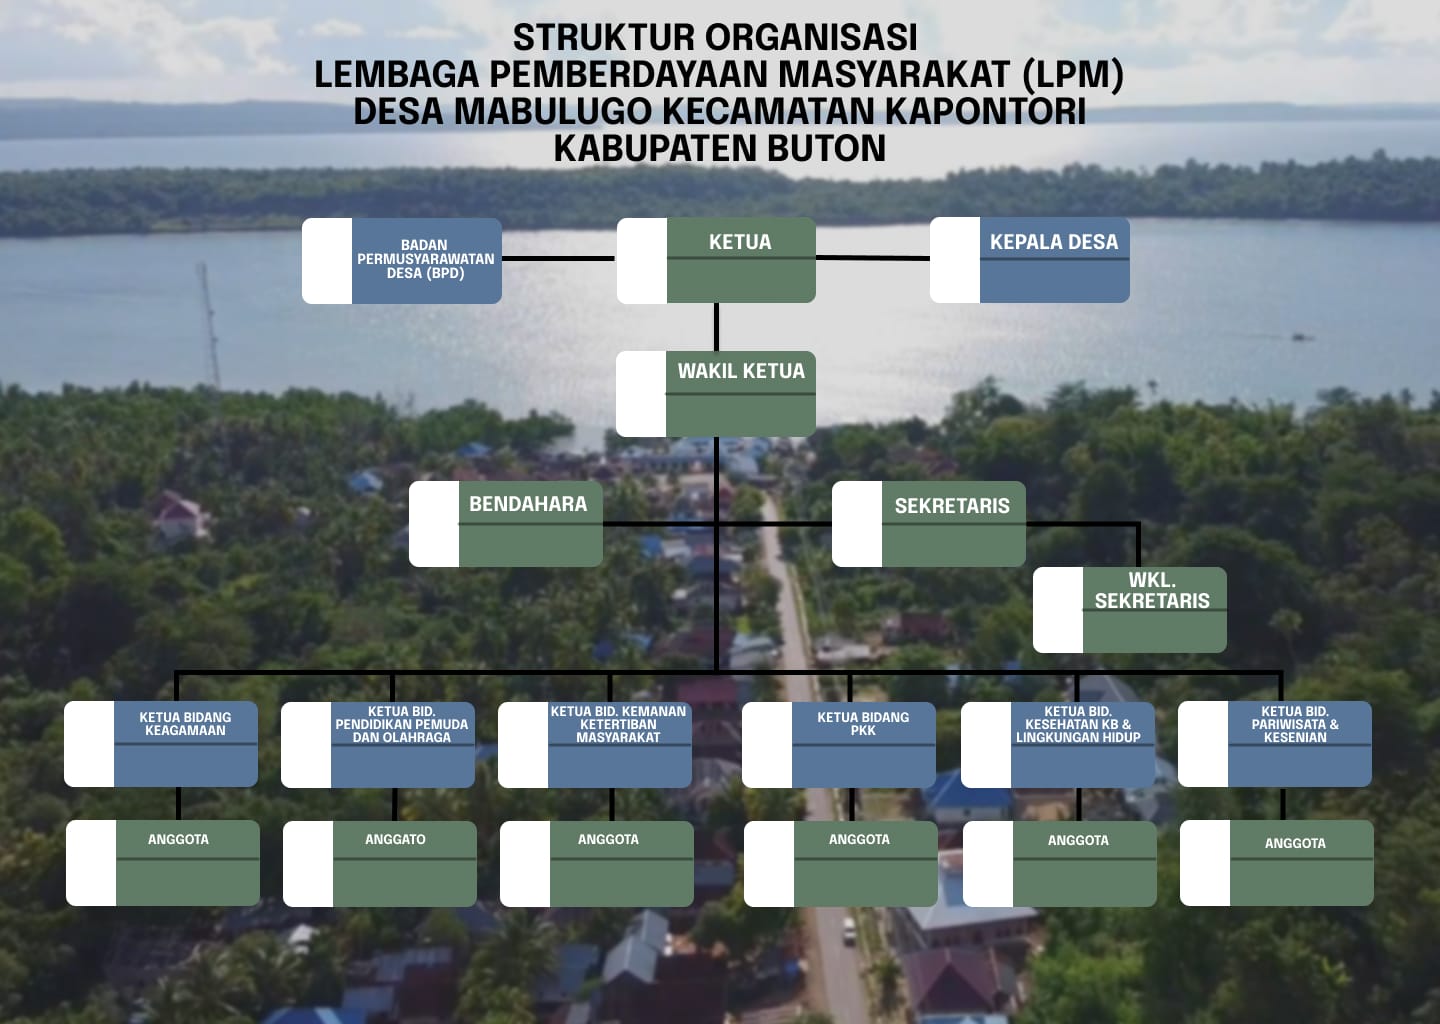 STRUKTUR ORGANISASI
LEMBAGA PEMBERDAYAAN MASYARAKAT (LPM)
DESA MABULUGO KECAMATAN KAPONTORI
KABUPATEN BUTON
BADAN
PERMUSYARAWATAN
DESA (BPD)
KETUA
KEPALA DESA
WAKIL KETUA
BENDAHARA
SEKRETARIS
WKL.
SEKRETARIS
KETUA BIDANG
KEAGAMAAN
KETUA BID.
PENDIDIKAN PEMUDA
DAN OLAHRAGA
KETUA BID. KEMANAN
KETERTIBAN
MASYARAKAT
KETUA BIDANG
PKK
KETUA BID.
KESEHATAN KB &
LINGKUNGAN HIDUP
KETUA BID.
PARIWISATA &
KESENIAN
ANGGOTA
ANGGATO
ANGGOTA
ANGGOTA
ANGGOTA
ANGGOTA